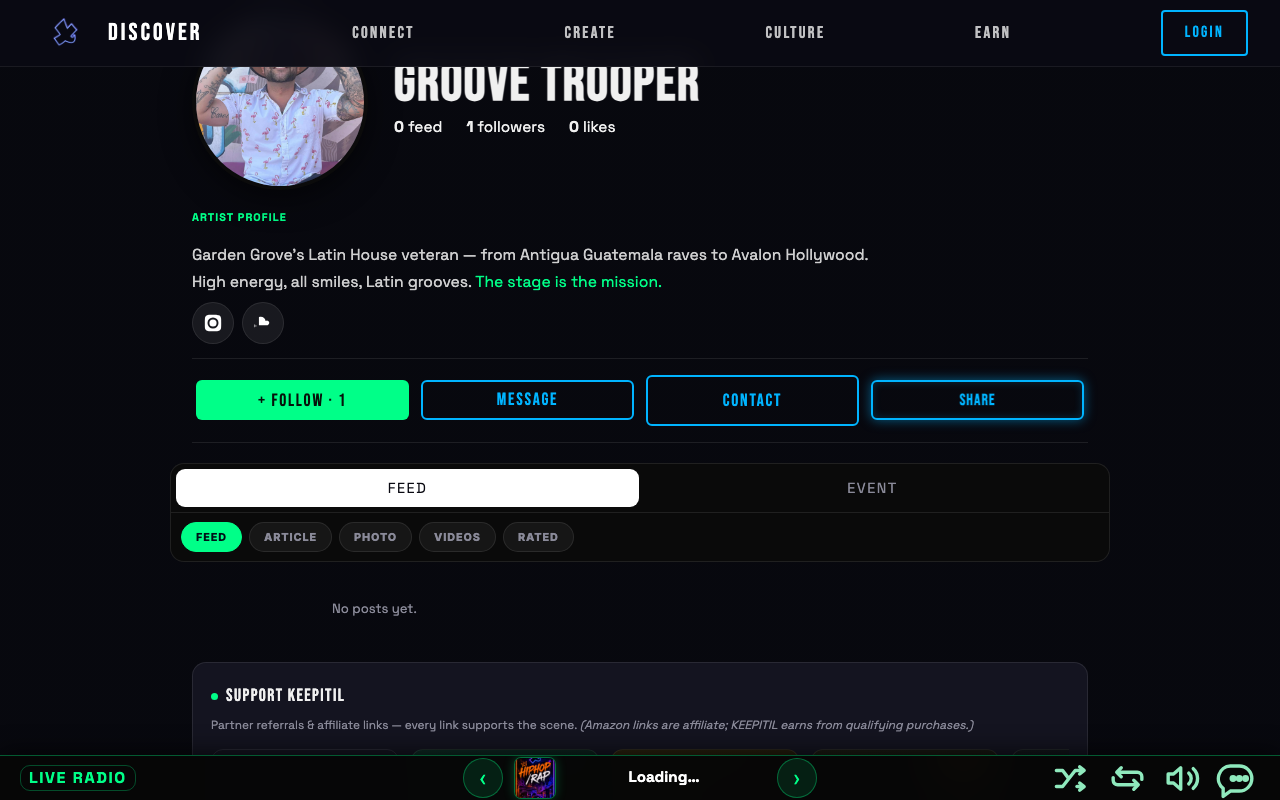 DISCOVER
CONNECT
CREATE
CULTURE
EARN
LOGIN
GROOVE TROOPER
0 feed 1 followers 0 likes
ARTIST PROFILE
Garden Grove's Latin House veteran — from Antigua Guatemala raves to Avalon Hollywood.
High energy, all smiles, Latin grooves. The stage is the mission.
+ FOLLOW · 1
MESSAGE
CONTACT
SHARE
FEED
EVENT
FEED
ARTICLE
PHOTO
VIDEOS
RATED
No posts yet.
SUPPORT KEEPITIL
Partner referrals & affiliate links — every link supports the scene. (Amazon links are affiliate; KEEPITIL earns from qualifying purchases.)
LIVE RADIO
‹
HIPHOP
/RAP
Loading...
›